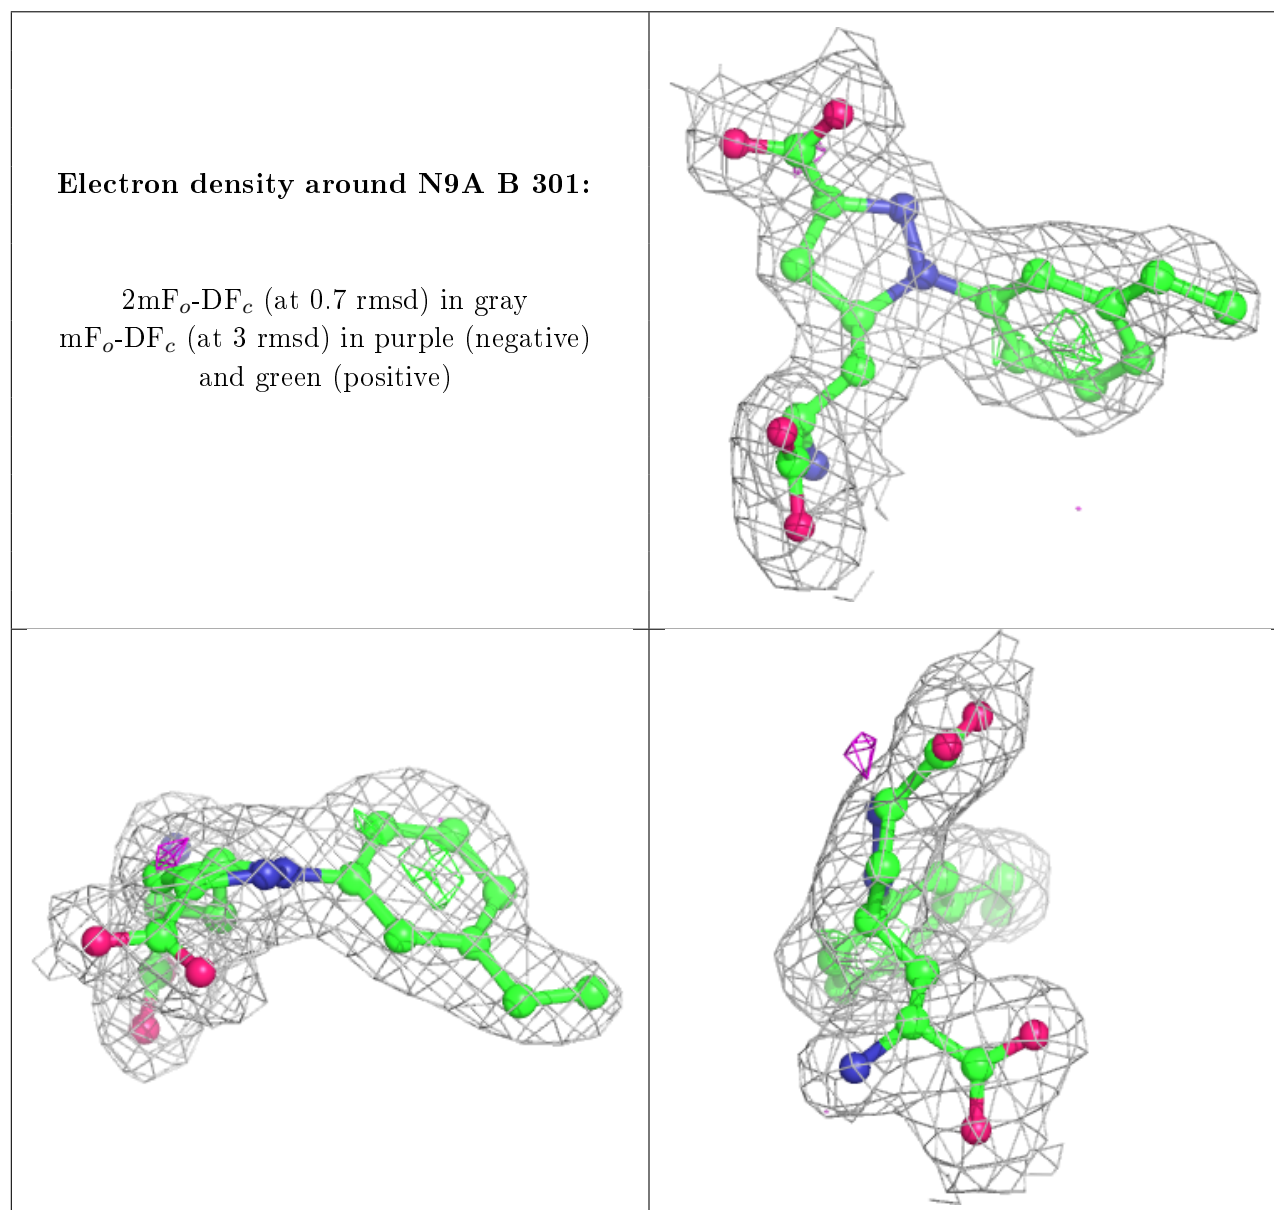 Electron density around N9A B 301:
2mFo-DFc (at 0.7 rmsd) in gray
mFo-DFc (at 3 rmsd) in purple (negative)
and green (positive)